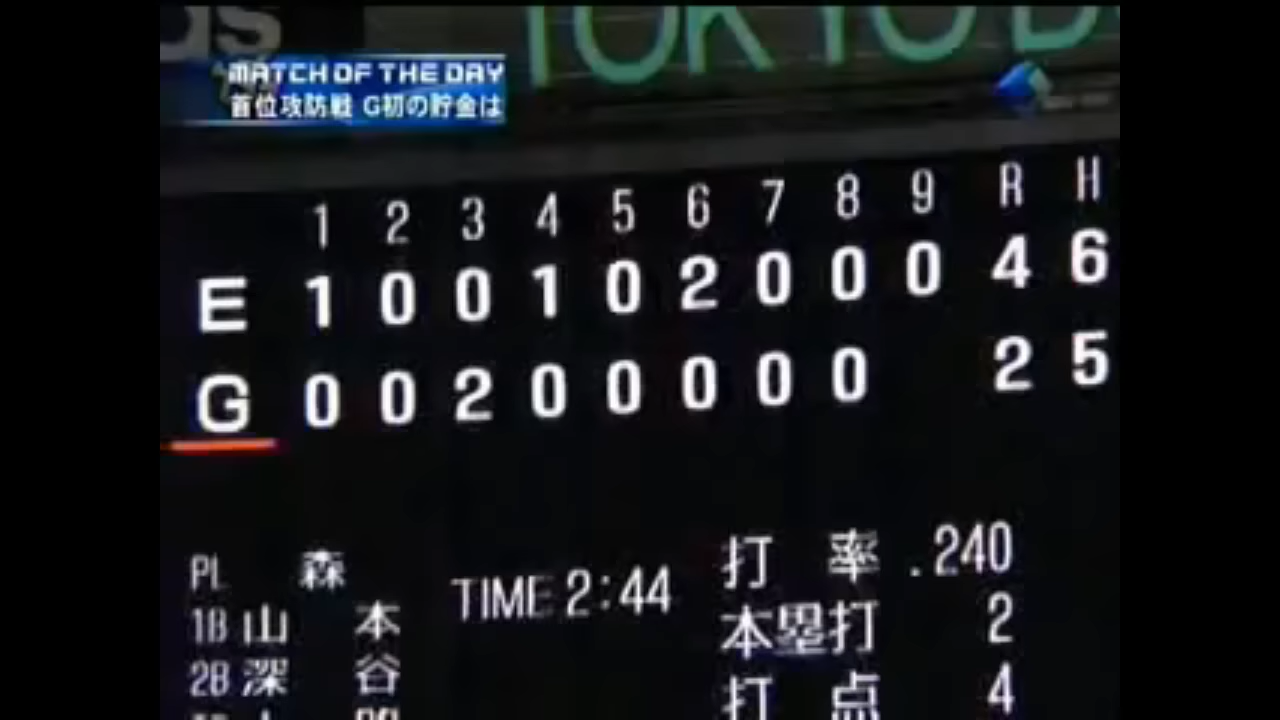 TOKYO D
MATCH OF THE DAY
首位攻防戦 G初の貯金は
1 2 3 4 5 6 7 8 9 R H
E 1 0 0 1 0 2 0 0 0 4 6
G 0 0 2 0 0 0 0 0 2 5
PL 森
1B 山 本
2B 深 谷
TIME 2:44
打 率 .240
本塁打 2
打 点 4